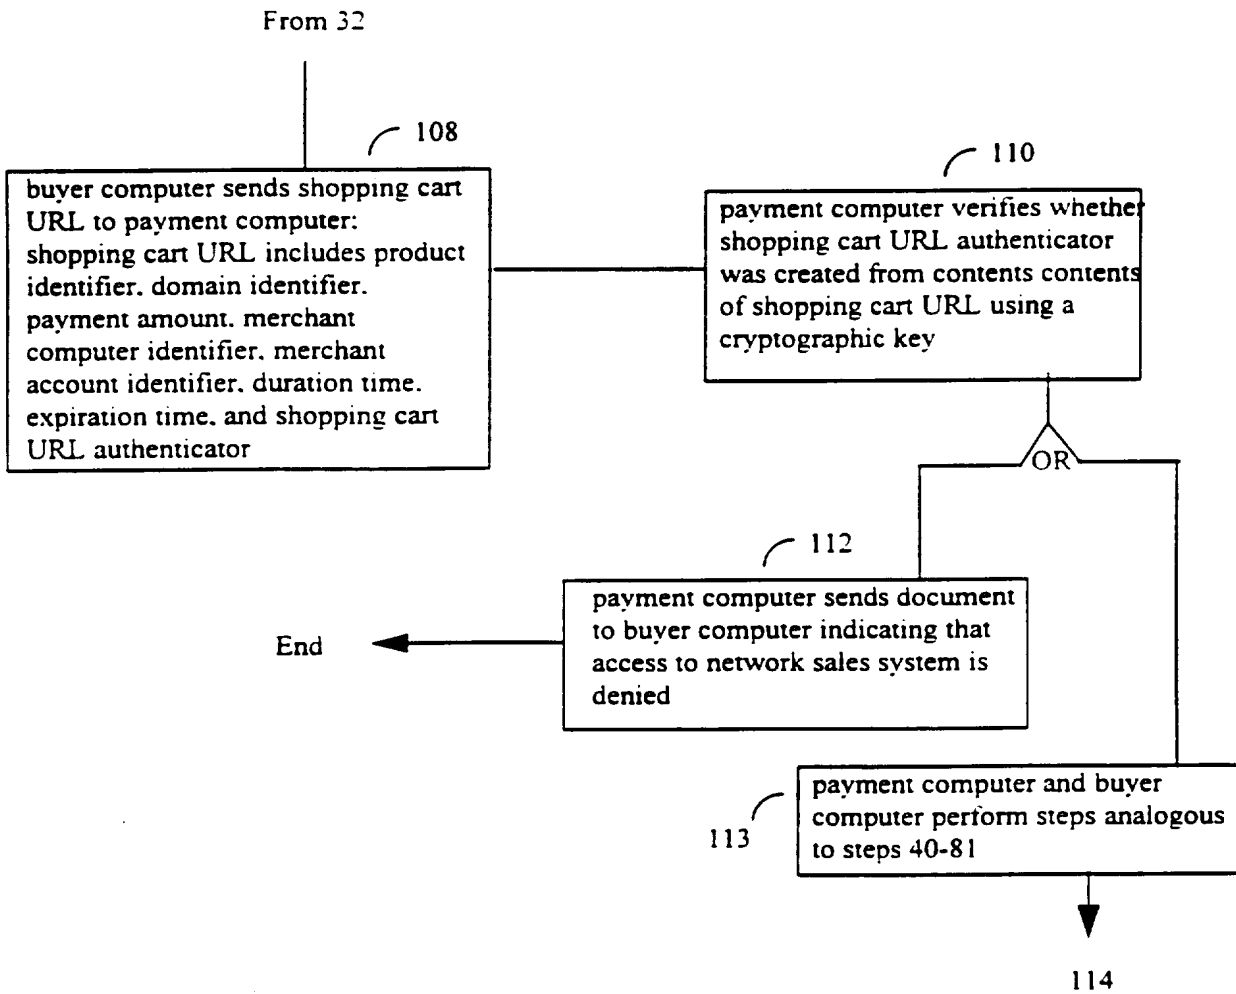 From 32
108
buyer computer sends shopping cart
URL to payment computer:
shopping cart URL includes product
identifier. domain identifier.
payment amount. merchant
computer identifier. merchant
account identifier. duration time.
expiration time. and shopping cart
URL authenticator
110
payment computer verifies whether
shopping cart URL authenticator
was created from contents contents
of shopping cart URL using a
cryptographic key
OR
112
payment computer sends document
to buyer computer indicating that
access to network sales system is
denied
End
113
payment computer and buyer
computer perform steps analogous
to steps 40-81
114